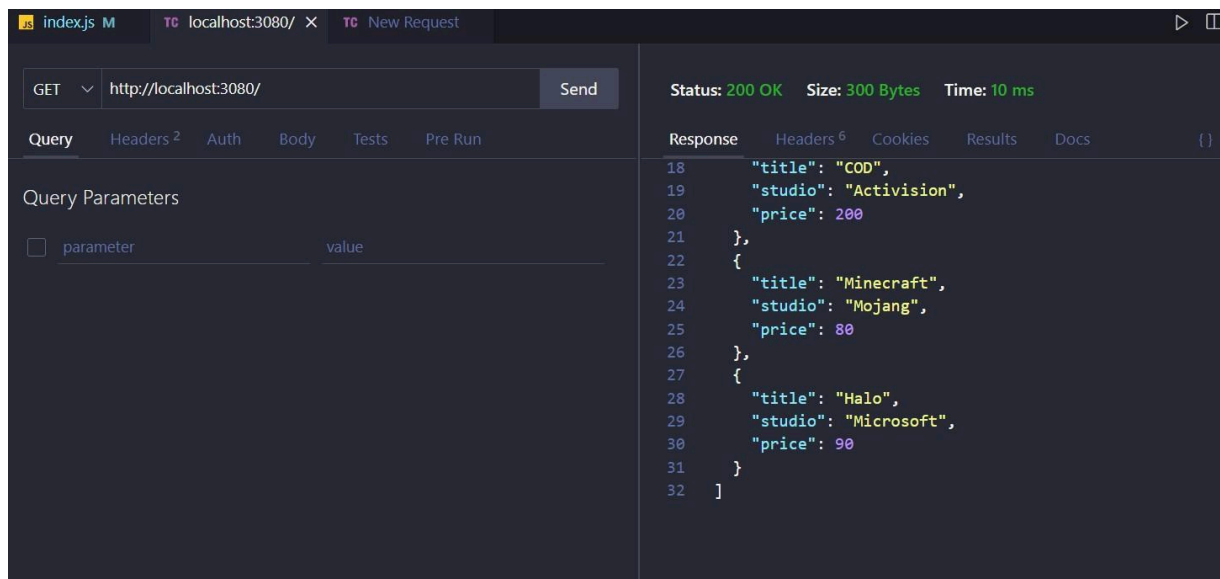 JS index.js M TC localhost:3080/ × TC New Request
GET http://localhost:3080/ Send
Query Headers 2 Auth Body Tests Pre Run
Query Parameters
parameter value
Status: 200 OK Size: 300 Bytes Time: 10 ms
Response Headers 6 Cookies Results Docs { }
18 "title": "COD",
19 "studio": "Activision",
20 "price": 200
21 },
22 {
23 "title": "Minecraft",
24 "studio": "Mojang",
25 "price": 80
26 },
27 {
28 "title": "Halo",
29 "studio": "Microsoft",
30 "price": 90
31 }
32 ]